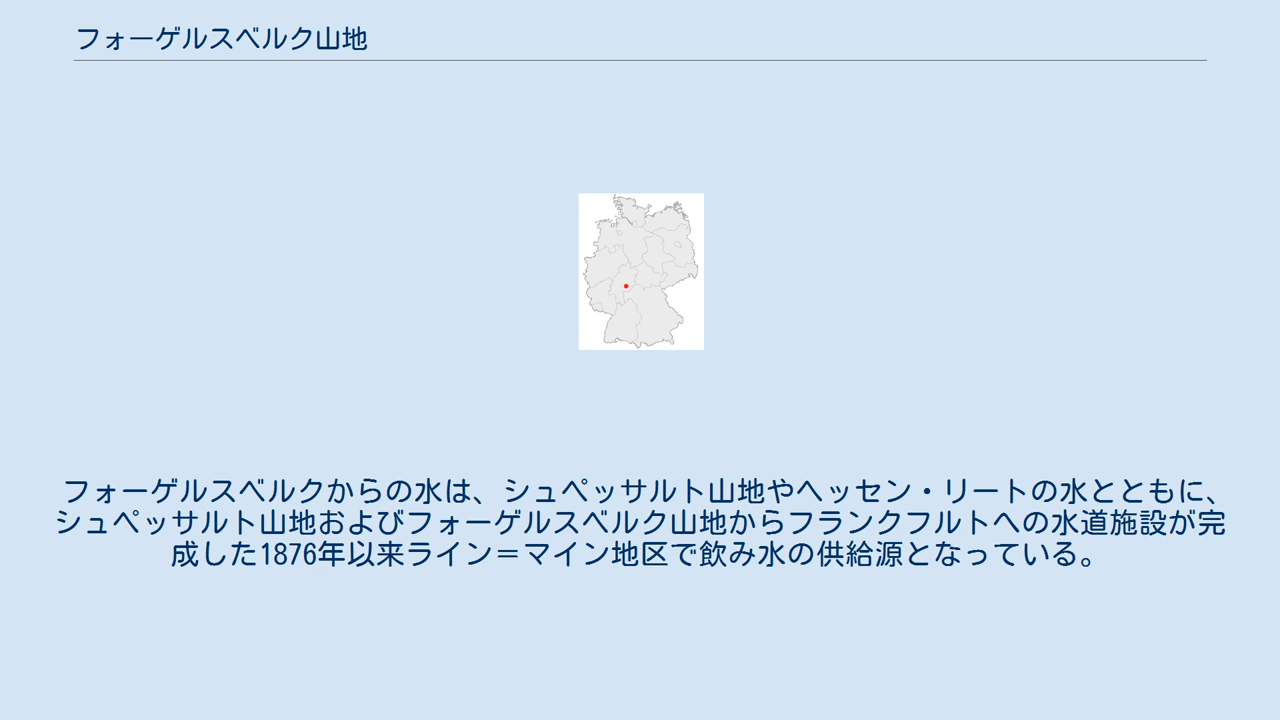 フォーゲルスベルク山地
フォーゲルスベルクからの水は、シュペッサルト山地やヘッセン・リートの水とともに、
シュペッサルト山地およびフォーゲルスベルク山地からフランクフルトへの水道施設が完
成した1876年以来ライン＝マイン地区で飲み水の供給源となっている。